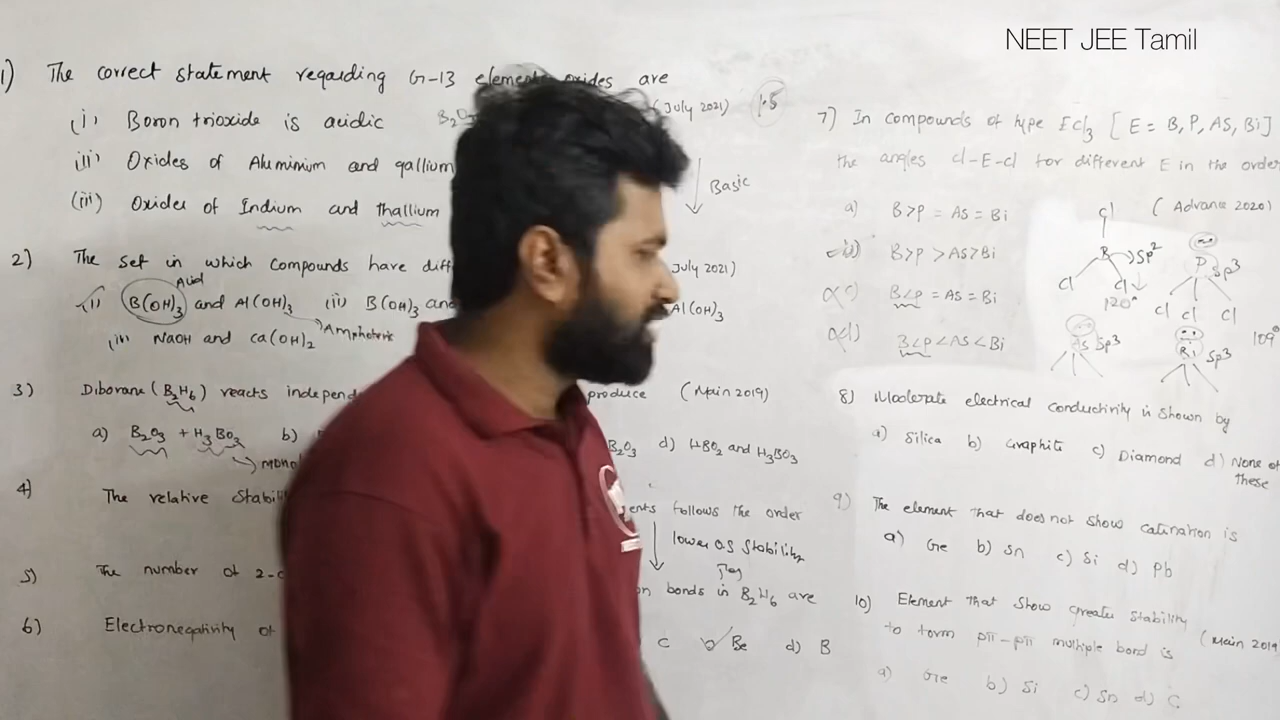 NEET JEE Tamil
1) The correct statement regarding G-13 element oxides are
(July 2021) 1.5
(i) Boron trioxide is acidic
(ii) Oxides of Aluminium and gallium
(iii) Oxides of Indium and thallium
Basic
2) The set in which compounds have diff
July 2021)
Acid
(i) B(OH)3 and Al(OH)3 (ii) B(OH)3 and
Al(OH)3
Amphoteric
NaOH and Ca(OH)2
3) Diborane (B2H6) reacts independ
produce (Main 2019)
a) B2O3 + H3BO3 b)
B2O3 d) HBO2 and H3BO3
4) The relative Stabili
ents follows the order
lower O.S Stability
5) The number of 2-c
bonds in B2H6 are
6) Electronegativity of
C Be d) B
7) In compounds of type ECl3 [E = B, P, AS, Bi]
the angles Cl-E-Cl for different E in the order
(Advance 2020)
a) B>P = AS = Bi
B>P >AS>Bi
c) B<P = AS = Bi
d) B<P<AS<Bi
Cl
B Sp2
Cl Cl
120°
P Sp3
Cl Cl Cl
109°
As Sp3
Bi Sp3
8) Moderate electrical conductivity is shown by
a) Silica b) Graphite c) Diamond d) None of these
9) The element that does not show catination is
a) Ge b) Sn c) Si d) Pb
10) Element that show greater stability
to form pπ-pπ multiple bond is (Main 2019
a) Ge b) Si c) Sn d) C